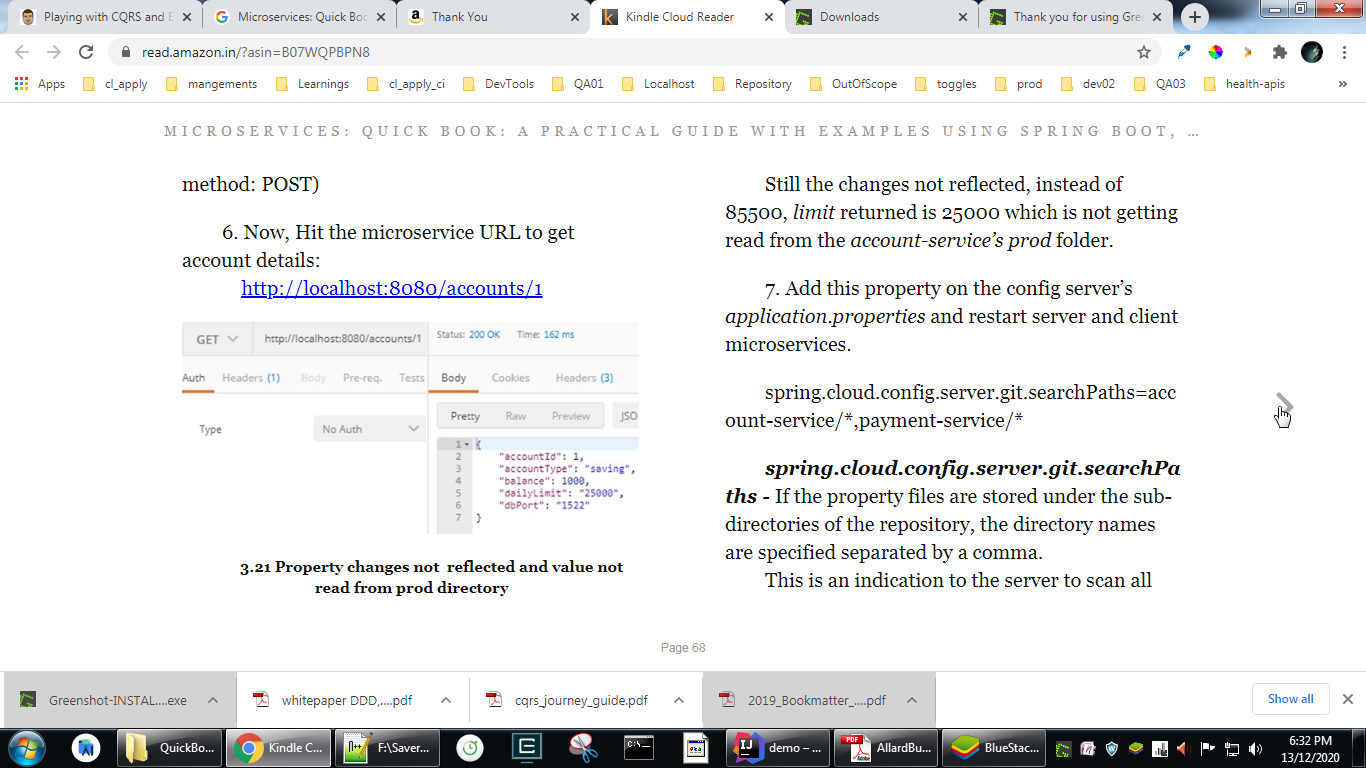 Playing with CQRS and E
Microservices: Quick Boo
Thank You
Kindle Cloud Reader
Downloads
Thank you for using Gre
read.amazon.in/?asin=B07WQPBPN8
Apps
cl_apply
mangements
Learnings
cl_apply_ci
DevTools
QA01
Localhost
Repository
OutOfScope
toggles
prod
dev02
QA03
health-apis
»
MICROSERVICES: QUICK BOOK: A PRACTICAL GUIDE WITH EXAMPLES USING SPRING BOOT, …
method: POST)
6. Now, Hit the microservice URL to get
account details:
http://localhost:8080/accounts/1
GET
http://localhost:8080/accounts/1
Status: 200 OK Time: 162 ms
Auth Headers (1) Body Pre-req. Tests
Body Cookies Headers (3)
Pretty Raw Preview JSO
Type No Auth
1 {
2 "accountId": 1,
3 "accountType": "saving",
4 "balance": 1000,
5 "dailyLimit": "25000",
6 "dbPort": "1522"
7 }
3.21 Property changes not reflected and value not
read from prod directory
Still the changes not reflected, instead of
85500, limit returned is 25000 which is not getting
read from the account-service’s prod folder.
7. Add this property on the config server’s
application.properties and restart server and client
microservices.
spring.cloud.config.server.git.searchPaths=acc
ount-service/*,payment-service/*
spring.cloud.config.server.git.searchPa
ths - If the property files are stored under the sub-
directories of the repository, the directory names
are specified separated by a comma.
This is an indication to the server to scan all
Page 68
Greenshot-INSTAL....exe
whitepaper DDD,....pdf
cqrs_journey_guide.pdf
2019_Bookmatter_....pdf
Show all
QuickBo...
Kindle C...
F:\Saver...
C:\
demo – ...
AllardBu...
BlueStac...
6:32 PM
13/12/2020